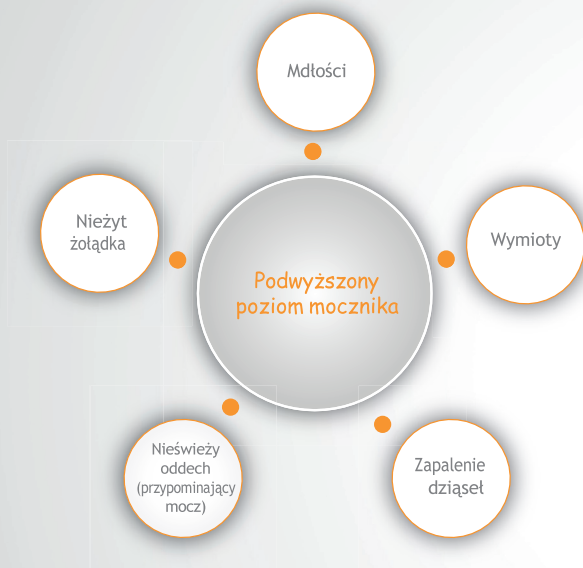 Mdłości
Nieżyt
żołądka
Wymioty
Podwyższony
poziom mocznika
Nieświeży
oddech
(przypominający
mocz)
Zapalenie
dziąseł